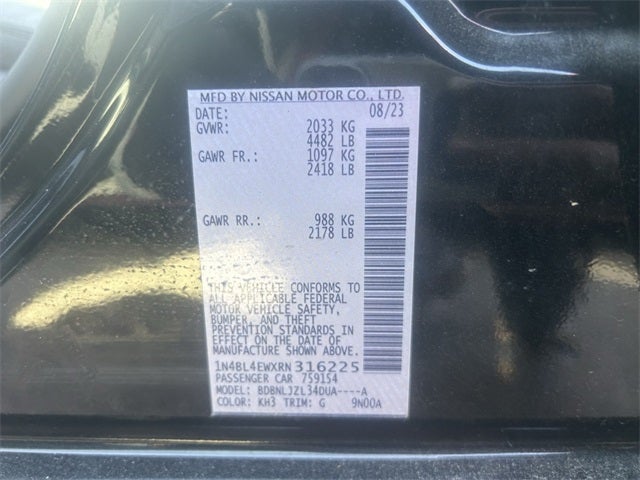 MFD BY NISSAN MOTOR CO., LTD.
DATE: 08/23
GVWR: 2033 KG
4482 LB
GAWR FR.: 1097 KG
2418 LB
GAWR RR.: 988 KG
2178 LB
THIS VEHICLE CONFORMS TO
ALL APPLICABLE FEDERAL
MOTOR VEHICLE SAFETY,
BUMPER, AND THEFT
PREVENTION STANDARDS IN
EFFECT ON THE DATE OF
MANUFACTURE SHOWN ABOVE.
1N4BL4EWXRN316225
PASSENGER CAR 759154
MODEL: BDBNLJZL34DUA----A
COLOR: KH3 TRIM: G 9N00A